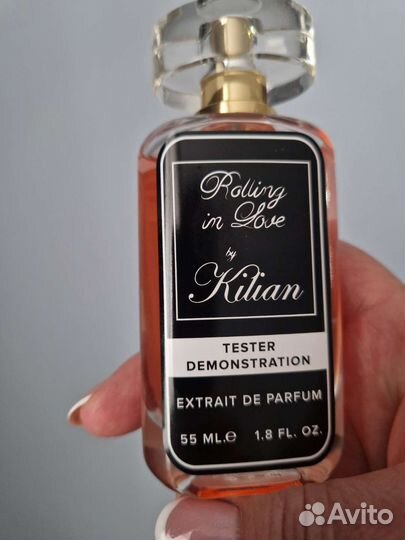 Rolling
in Love
by
Kilian
TESTER
DEMONSTRATION
EXTRAIT DE PARFUM
55 ML.℮ 1.8 FL. OZ.
Avito